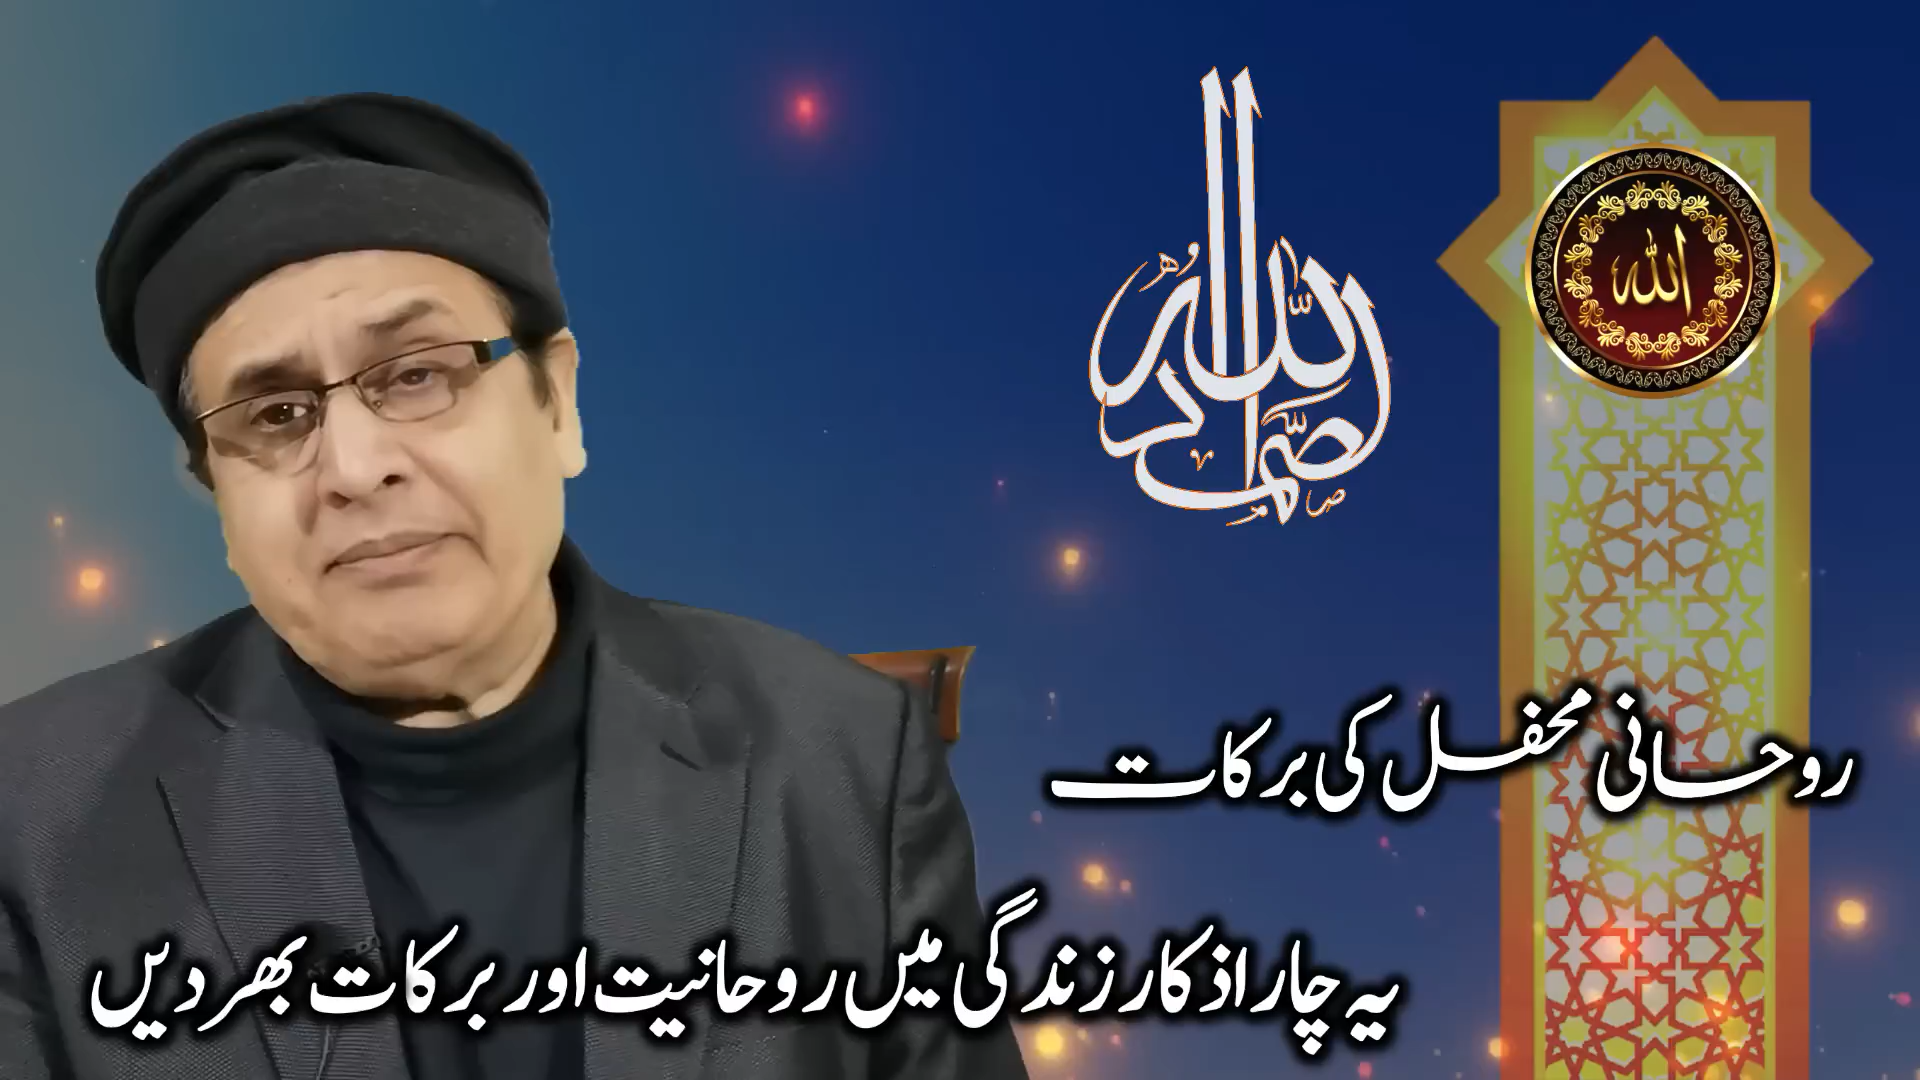 الله الصمد
الله
روحانی محفل کی برکات
یہ چار اذکار زندگی میں روحانیت اور برکات بھر دیں